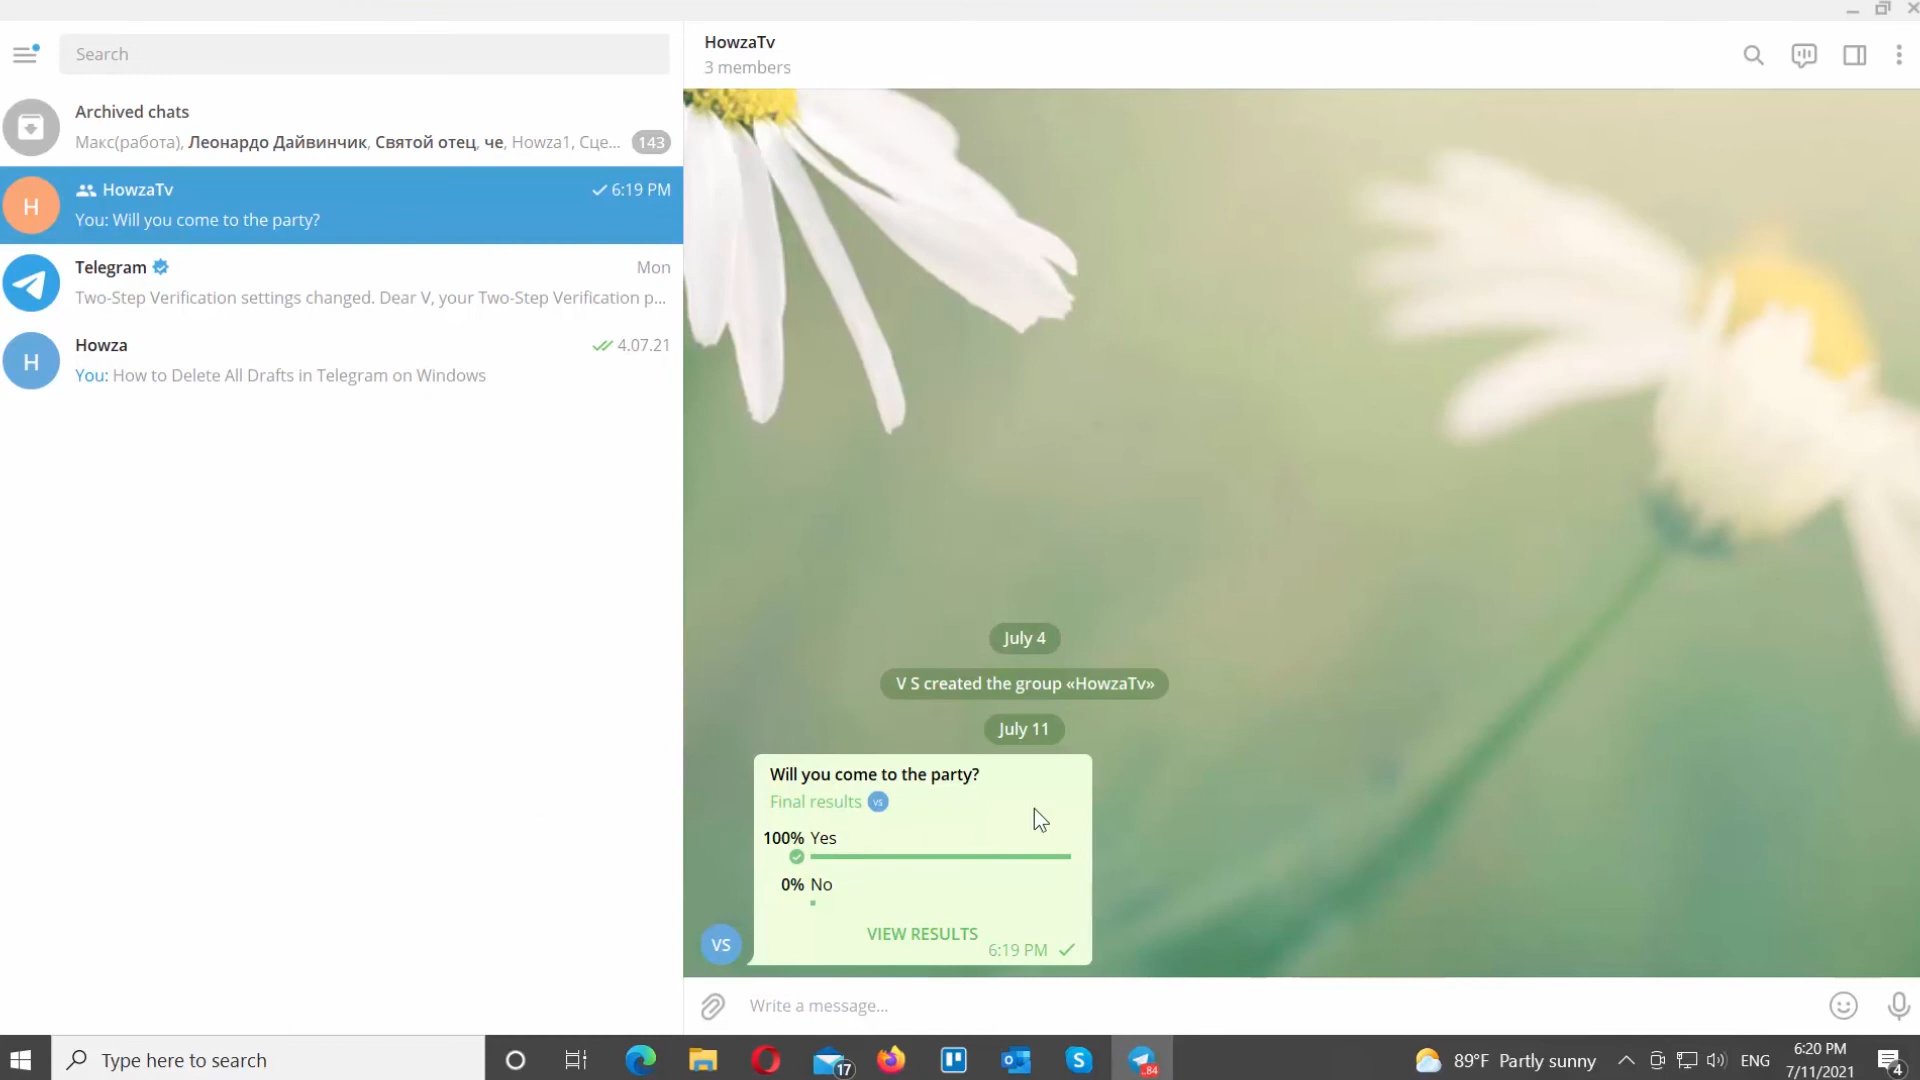 Search
Archived chats
Макс(работа), Леонардо Дайвинчик, Святой отец, че, Howza1, Сце...
143
H
HowzaTv
6:19 PM
You: Will you come to the party?
Telegram
Mon
Two-Step Verification settings changed. Dear V, your Two-Step Verification p...
H
Howza
4.07.21
You: How to Delete All Drafts in Telegram on Windows
HowzaTv
3 members
July 4
V S created the group «HowzaTv»
July 11
Will you come to the party?
Final results
VS
100% Yes
0% No
VIEW RESULTS
6:19 PM
VS
Write a message...
Type here to search
17
..84
89°F Partly sunny
ENG
6:20 PM
7/11/2021
4